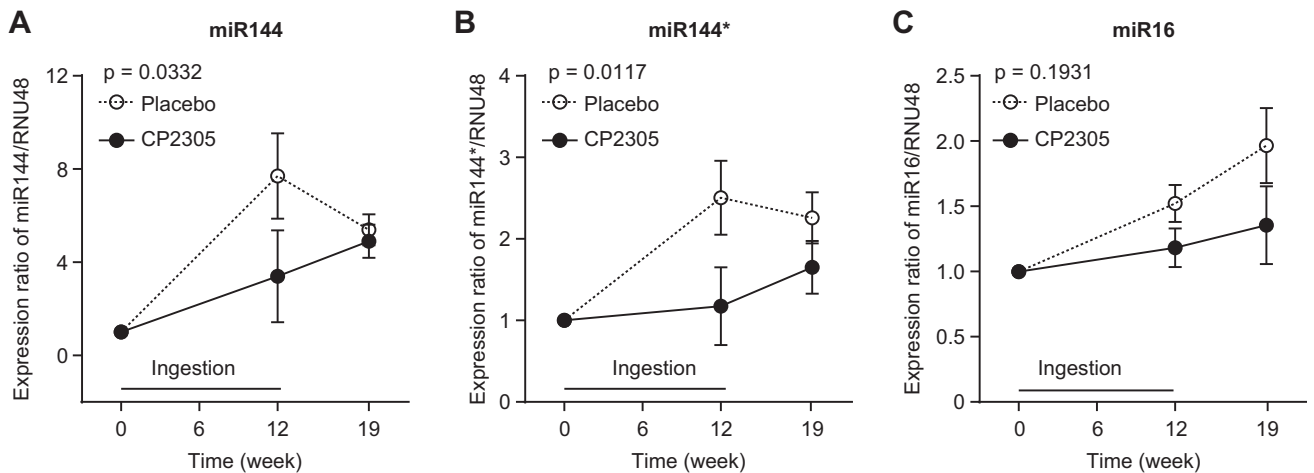 A
miR144
Expression ratio of miR144/RNU48
p = 0.0332
Placebo
CP2305
12
8
4
0
Ingestion
0 6 12 19
Time (week)
B
miR144*
Expression ratio of miR144*/RNU48
p = 0.0117
Placebo
CP2305
4
3
2
1
0
Ingestion
0 6 12 19
Time (week)
C
miR16
Expression ratio of miR16/RNU48
p = 0.1931
Placebo
CP2305
2.5
2.0
1.5
1.0
0.5
0
Ingestion
0 6 12 19
Time (week)